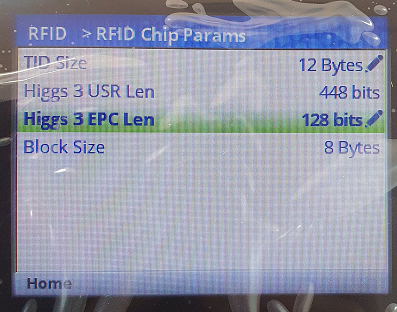 RFID > RFID Chip Params
TID Size 12 Bytes
Higgs 3 USR Len 448 bits
Higgs 3 EPC Len 128 bits
Block Size 8 Bytes
Home